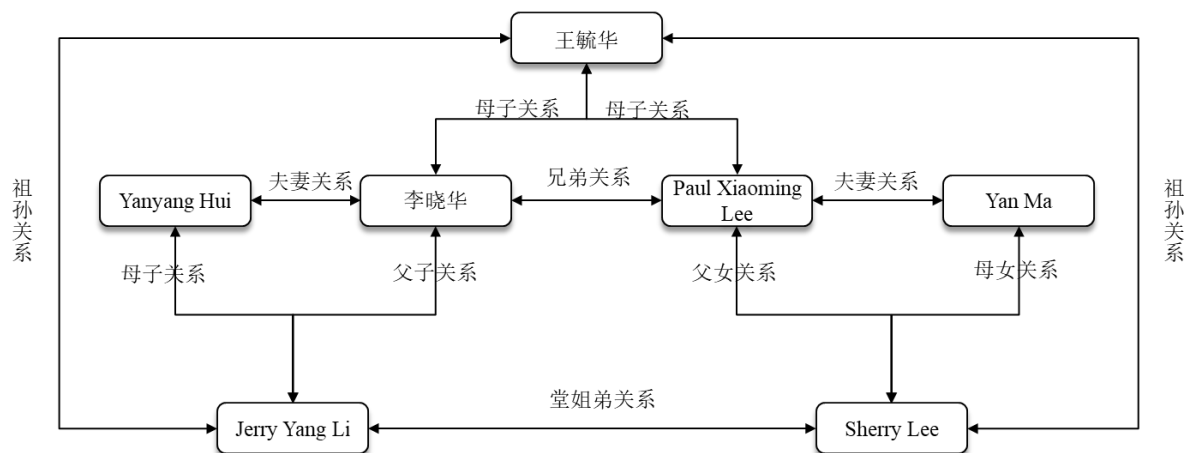 王毓华
母子关系
母子关系
祖孙关系
祖孙关系
Yanyang Hui
夫妻关系
李晓华
兄弟关系
Paul Xiaoming
Lee
夫妻关系
Yan Ma
母子关系
父子关系
父女关系
母女关系
Jerry Yang Li
堂姐弟关系
Sherry Lee